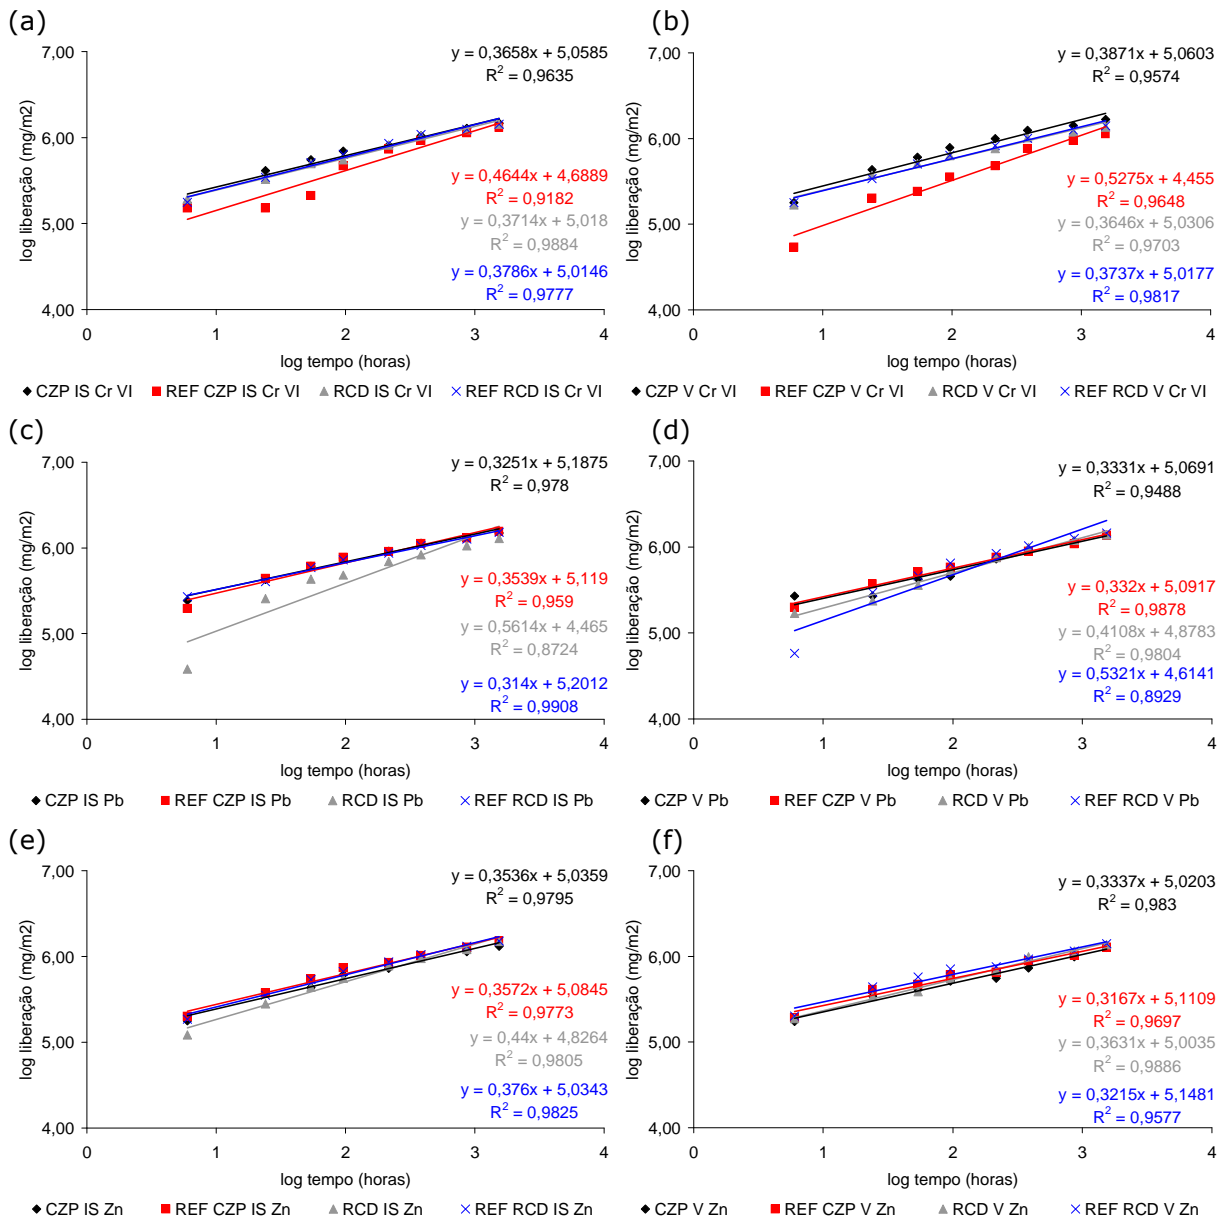 (a)
7,00
6,00
5,00
4,00
0 1 2 3 4
log liberação (mg/m2)
log tempo (horas)
y = 0,3658x + 5,0585
R² = 0,9635
y = 0,4644x + 4,6889
R² = 0,9182
y = 0,3714x + 5,018
R² = 0,9884
y = 0,3786x + 5,0146
R² = 0,9777
CZP IS Cr VI REF CZP IS Cr VI RCD IS Cr VI REF RCD IS Cr VI
(b)
7,00
6,00
5,00
4,00
0 1 2 3 4
log liberação (mg/m2)
log tempo (horas)
y = 0,3871x + 5,0603
R² = 0,9574
y = 0,5275x + 4,455
R² = 0,9648
y = 0,3646x + 5,0306
R² = 0,9703
y = 0,3737x + 5,0177
R² = 0,9817
CZP V Cr VI REF CZP V Cr VI RCD V Cr VI REF RCD V Cr VI
(c)
7,00
6,00
5,00
4,00
0 1 2 3 4
log liberação (mg/m2)
log tempo (horas)
y = 0,3251x + 5,1875
R² = 0,978
y = 0,3539x + 5,119
R² = 0,959
y = 0,5614x + 4,465
R² = 0,8724
y = 0,314x + 5,2012
R² = 0,9908
CZP IS Pb REF CZP IS Pb RCD IS Pb REF RCD IS Pb
(d)
7,00
6,00
5,00
4,00
0 1 2 3 4
log liberação (mg/m2)
log tempo (horas)
y = 0,3331x + 5,0691
R² = 0,9488
y = 0,332x + 5,0917
R² = 0,9878
y = 0,4108x + 4,8783
R² = 0,9804
y = 0,5321x + 4,6141
R² = 0,8929
CZP V Pb REF CZP V Pb RCD V Pb REF RCD V Pb
(e)
7,00
6,00
5,00
4,00
0 1 2 3 4
log liberação (mg/m2)
log tempo (horas)
y = 0,3536x + 5,0359
R² = 0,9795
y = 0,3572x + 5,0845
R² = 0,9773
y = 0,44x + 4,8264
R² = 0,9805
y = 0,376x + 5,0343
R² = 0,9825
CZP IS Zn REF CZP IS Zn RCD IS Zn REF RCD IS Zn
(f)
7,00
6,00
5,00
4,00
0 1 2 3 4
log liberação (mg/m2)
log tempo (horas)
y = 0,3337x + 5,0203
R² = 0,983
y = 0,3167x + 5,1109
R² = 0,9697
y = 0,3631x + 5,0035
R² = 0,9886
y = 0,3215x + 5,1481
R² = 0,9577
CZP V Zn REF CZP V Zn RCD V Zn REF RCD V Zn